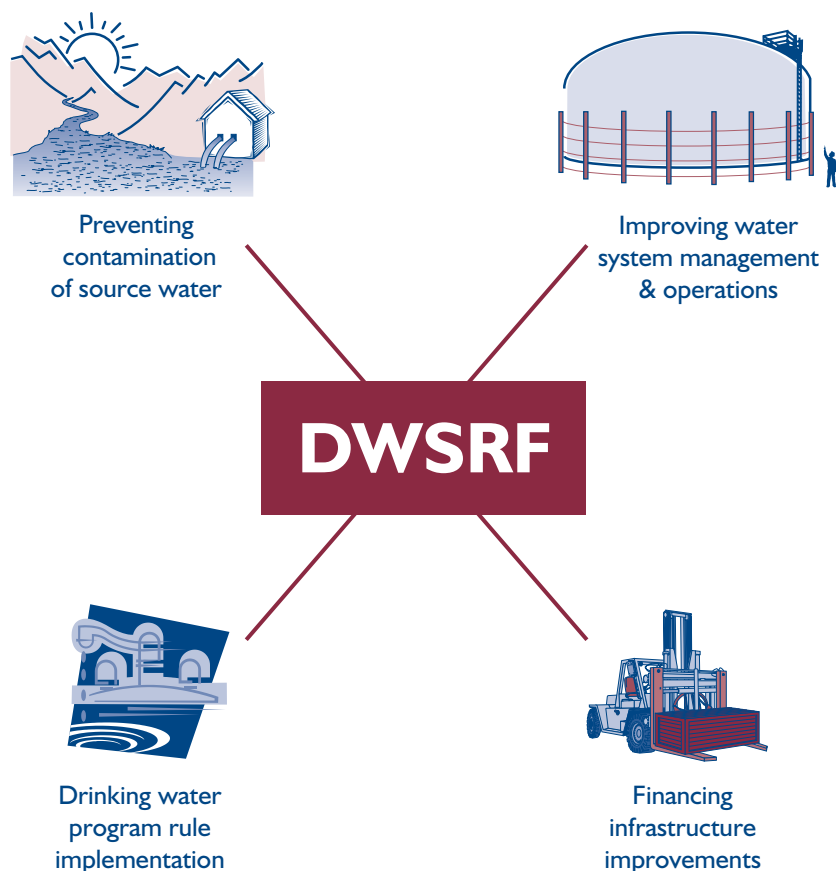 Preventing
contamination
of source water
Improving water
system management
& operations
DWSRF
Drinking water
program rule
implementation
Financing
infrastructure
improvements